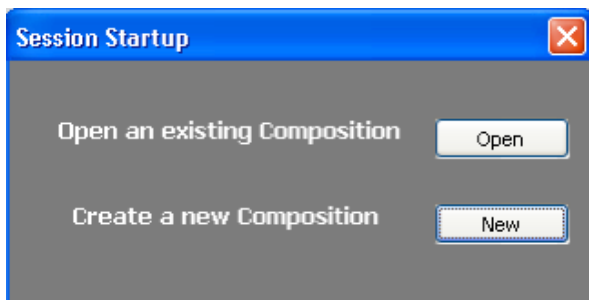 Session Startup
Open an existing Composition Open
Create a new Composition New